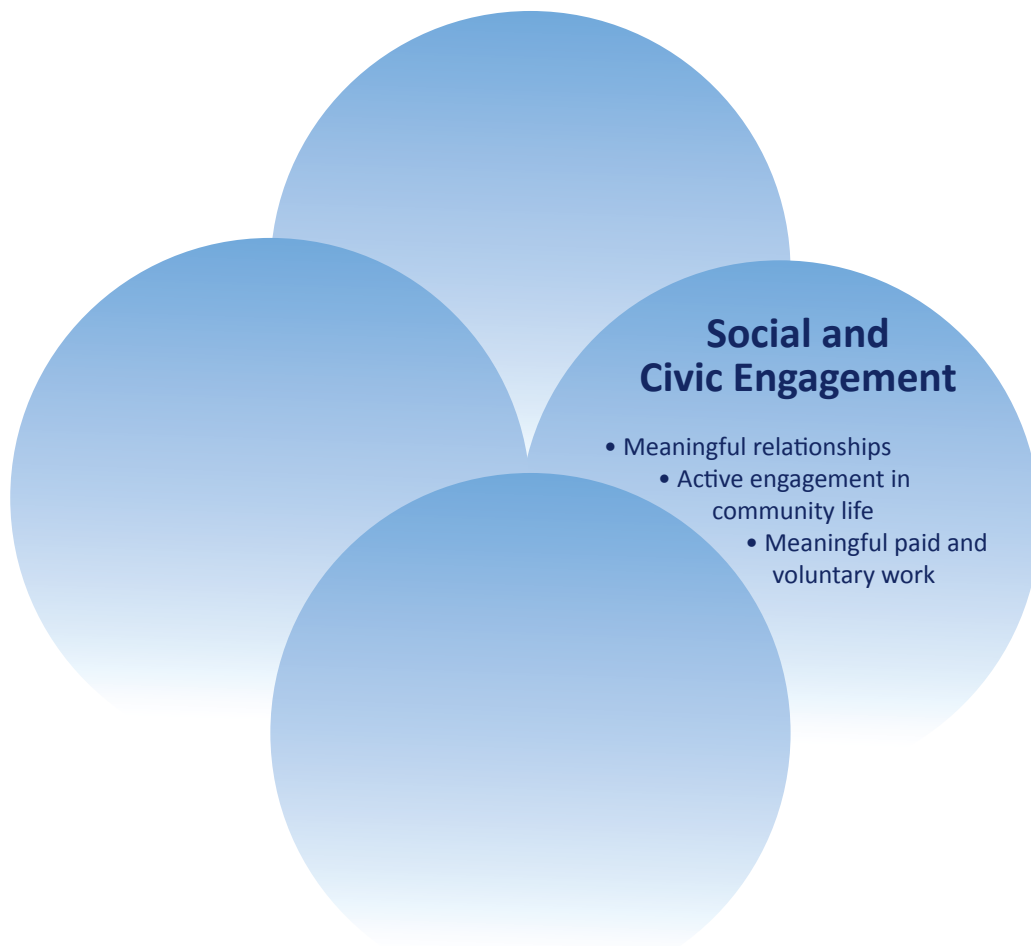 Social and
Civic Engagement
• Meaningful relationships
• Active engagement in
community life
• Meaningful paid and
voluntary work